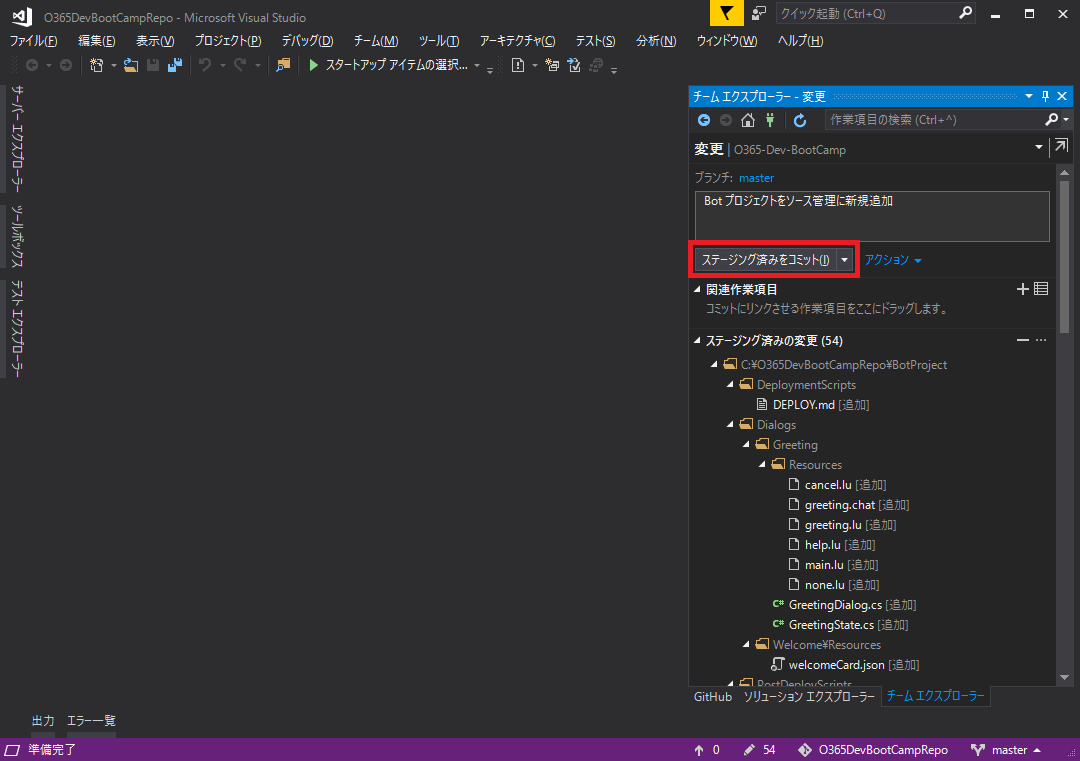 O365DevBootCampRepo - Microsoft Visual Studio
クイック起動 (Ctrl+Q)
ファイル(F) 編集(E) 表示(V) プロジェクト(P) デバッグ(D) チーム(M) ツール(T) アーキテクチャ(C) テスト(S) 分析(N) ウィンドウ(W) ヘルプ(H)
スタートアップ アイテムの選択...
サーバー エクスプローラー
ツールボックス
テスト エクスプローラー
チーム エクスプローラー - 変更
作業項目の検索 (Ctrl+^)
変更 | O365-Dev-BootCamp
ブランチ: master
Bot プロジェクトをソース管理に新規追加
ステージング済みをコミット(I) アクション
関連作業項目
コミットにリンクさせる作業項目をここにドラッグします。
ステージング済みの変更 (54)
C:¥O365DevBootCampRepo¥BotProject
DeploymentScripts
DEPLOY.md [追加]
Dialogs
Greeting
Resources
cancel.lu [追加]
greeting.chat [追加]
greeting.lu [追加]
help.lu [追加]
main.lu [追加]
none.lu [追加]
C# GreetingDialog.cs [追加]
C# GreetingState.cs [追加]
Welcome¥Resources
welcomeCard.json [追加]
PostDeployScripts
GitHub ソリューション エクスプローラー チーム エクスプローラー
出力 エラー一覧
準備完了 0 54 O365DevBootCampRepo master